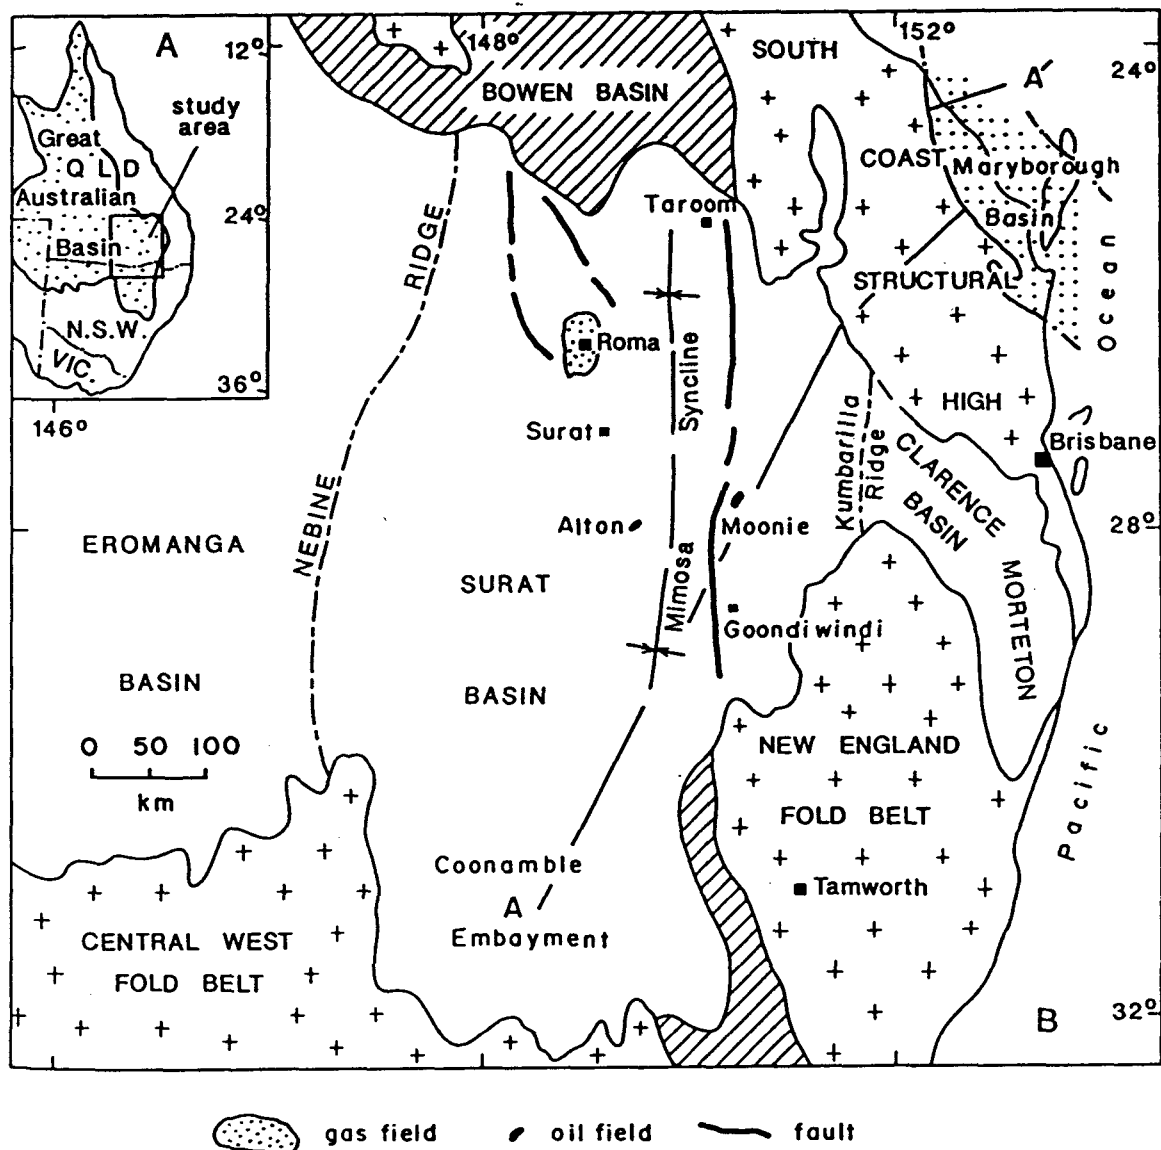 A
12°
study
area
Great
QLD
Australian
24°
Basin
N.S.W.
VIC.
36°
146°
148°
152°
24°
SOUTH
A'
BOWEN BASIN
COAST
Maryborough
Basin
Taroom
RIDGE
STRUCTURAL
Ocean
Roma
Syncline
HIGH
Surat
Kumbarilla
Ridge
Brisbane
CLARENCE
BASIN
NEBINE
Alton
Moonie
28°
EROMANGA
SURAT
Mimosa
MORTETON
Goondiwindi
BASIN
BASIN
0 50 100
km
NEW ENGLAND
Pacific
FOLD BELT
Coonamble
A
Tamworth
Embayment
CENTRAL WEST
FOLD BELT
B
32°
gas field
oil field
fault